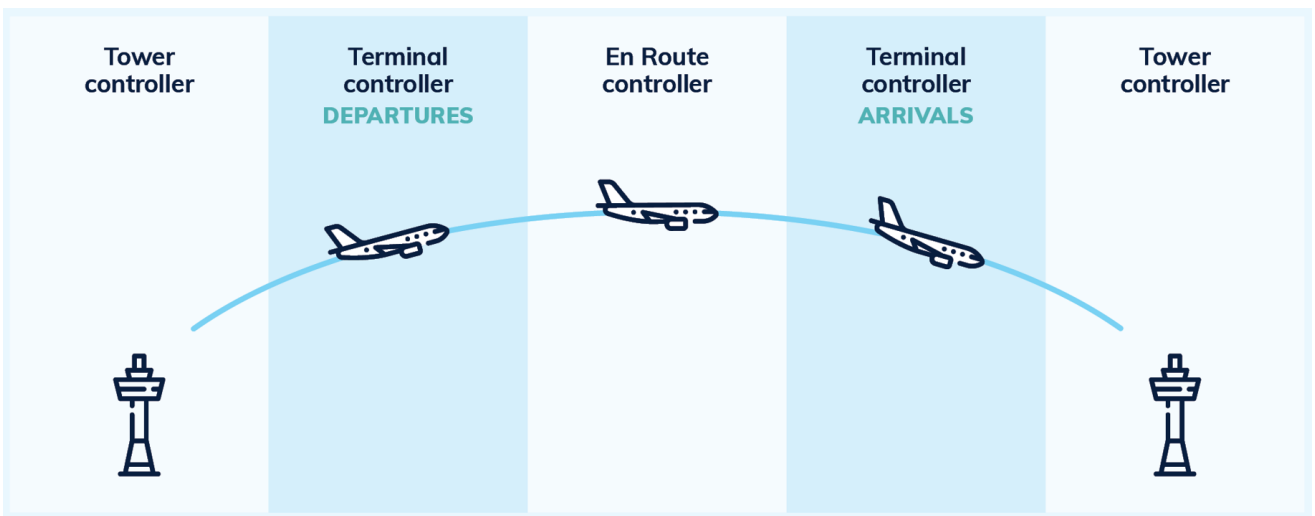 Tower
controller
Terminal
controller
DEPARTURES
En Route
controller
Terminal
controller
ARRIVALS
Tower
controller